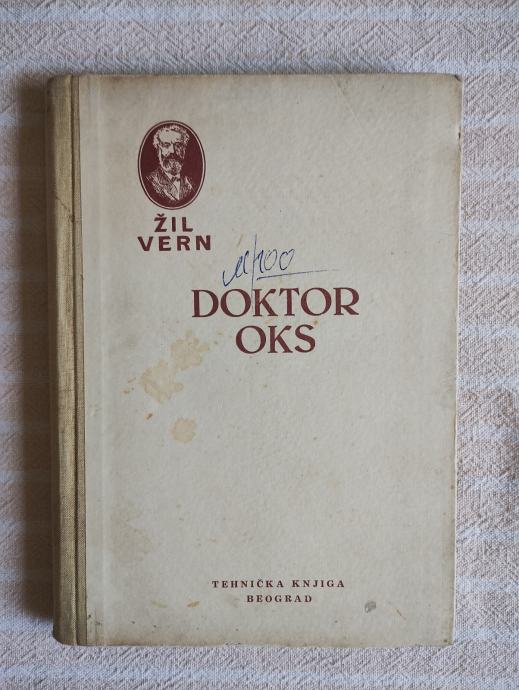 ŽIL
VERN
DOKTOR
OKS
TEHNIČKA KNJIGA
BEOGRAD